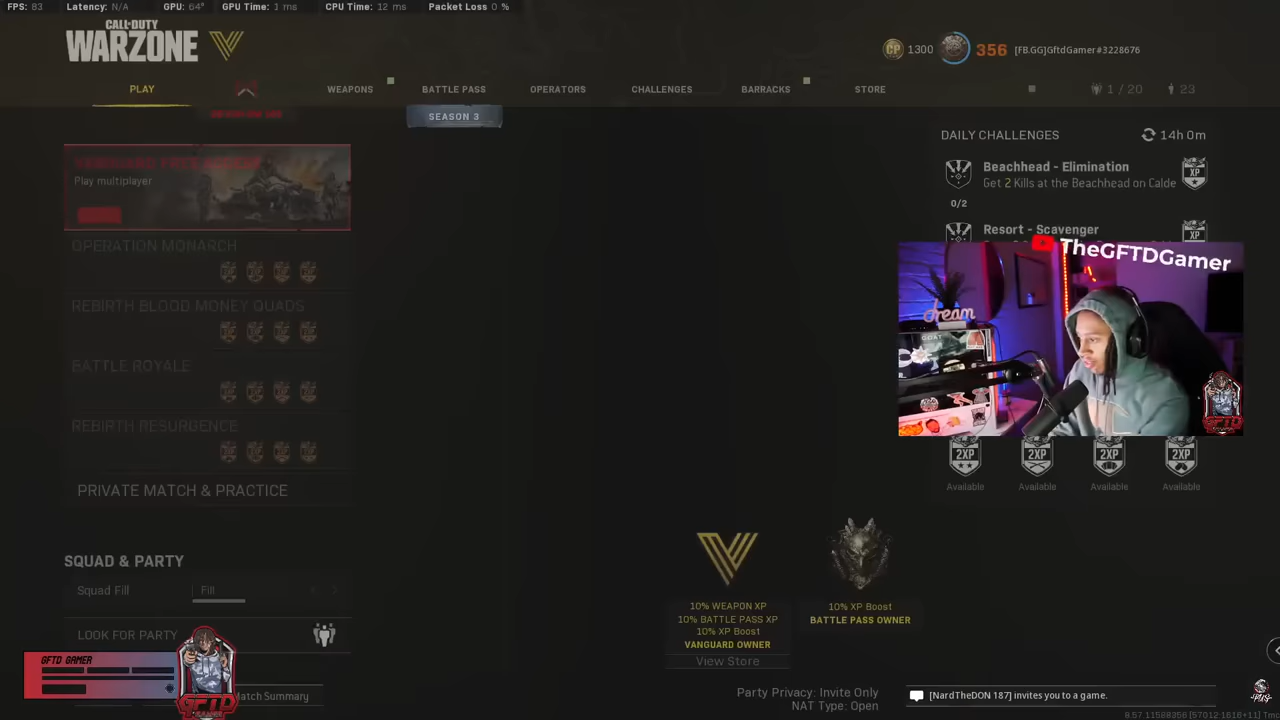 FPS: 83 Latency: N/A GPU: 64° GPU Time: 1 ms CPU Time: 12 ms Packet Loss 0 %
CALL·DUTY
WARZONE
CP 1300
356 [FB.GG]GftdGamer#3228676
PLAY
WEAPONS
BATTLE PASS
OPERATORS
CHALLENGES
BARRACKS
STORE
1 / 20
23
SEASON 3
Play multiplayer
OPERATION MONARCH
REBIRTH BLOOD MONEY QUADS
BATTLE ROYALE
REBIRTH RESURGENCE
PRIVATE MATCH & PRACTICE
SQUAD & PARTY
Squad Fill
Fill
LOOK FOR PARTY
GFTD GAMER
GFTD
atch Summary
DAILY CHALLENGES
14h 0m
Beachhead - Elimination
Get 2 Kills at the Beachhead on Calde
XP
0/2
Resort - Scavenger
XP
TheGFTDGamer
dream
GFTD
2XP 2XP 2XP 2XP
Available Available Available Available
10% WEAPON XP
10% BATTLE PASS XP
10% XP Boost
VANGUARD OWNER
View Store
10% XP Boost
BATTLE PASS OWNER
Party Privacy: Invite Only
NAT Type: Open
[NardTheDON 187] invites you to a game.